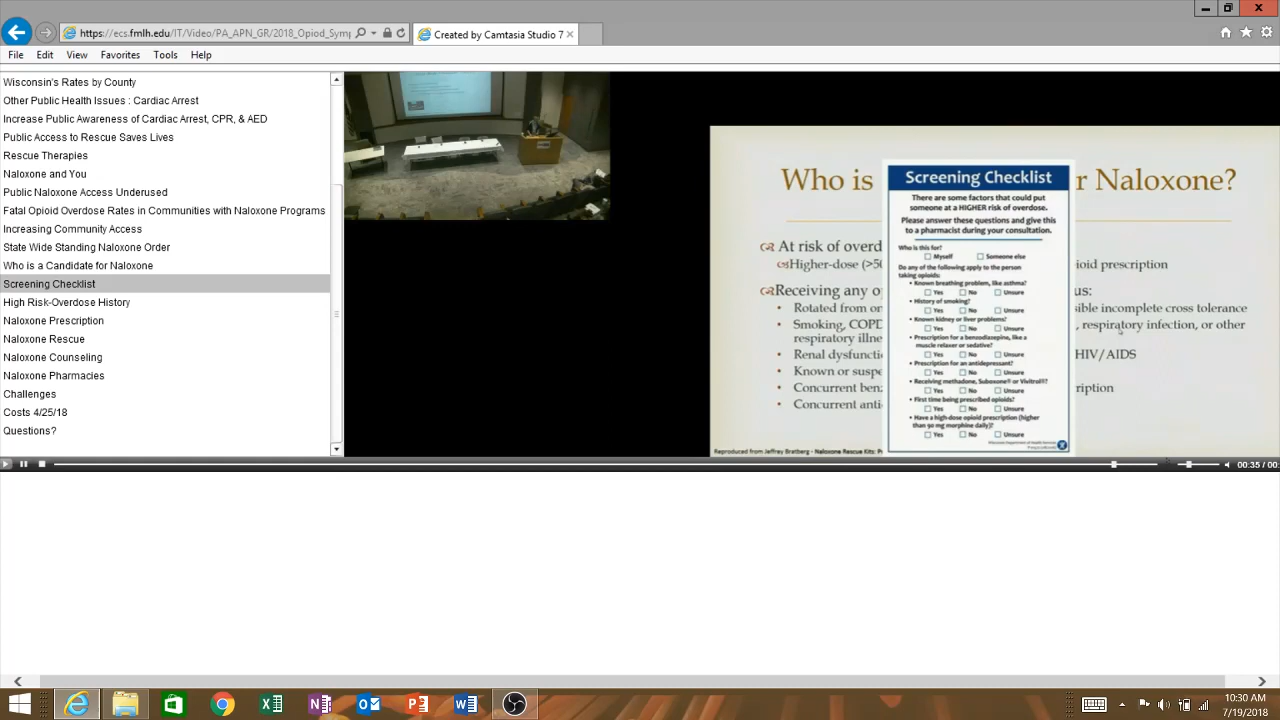 https://ecs.fmlh.edu/IT/Video/PA_APN_GR/2018_Opiod_Symp
Created by Camtasia Studio 7
File Edit View Favorites Tools Help
Wisconsin's Rates by County
Other Public Health Issues : Cardiac Arrest
Increase Public Awareness of Cardiac Arrest, CPR, & AED
Public Access to Rescue Saves Lives
Rescue Therapies
Naloxone and You
Public Naloxone Access Underused
Fatal Opioid Overdose Rates in Communities with Naloxone Programs
Increasing Community Access
State Wide Standing Naloxone Order
Who is a Candidate for Naloxone
Screening Checklist
High Risk-Overdose History
Naloxone Prescription
Naloxone Rescue
Naloxone Counseling
Naloxone Pharmacies
Challenges
Costs 4/25/18
Questions?
Who is
r Naloxone?
At risk of overd
Higher-dose (>50
ioid prescription
Receiving any o
us:
Rotated from or
sible incomplete cross tolerance
Smoking, COPD
, respiratory infection, or other
respiratory illne
Renal dysfuncti
HIV/AIDS
Known or suspe
Concurrent ben
ription
Concurrent anti
Reproduced from Jeffrey Bratberg - Naloxone Rescue Kits: P
Screening Checklist
There are some factors that could put
someone at a HIGHER risk of overdose.
Please answer these questions and give this
to a pharmacist during your consultation.
Who is this for?
Myself Someone else
Do any of the following apply to the person
taking opioids:
• Known breathing problem, like asthma?
Yes No Unsure
• History of smoking?
Yes No Unsure
• Known kidney or liver problems?
Yes No Unsure
• Prescription for a benzodiazepine, like a
muscle relaxer or sedative?
Yes No Unsure
• Prescription for an antidepressant?
Yes No Unsure
• Receiving methadone, Suboxone® or Vivitrol®?
Yes No Unsure
• First time being prescribed opioids?
Yes No Unsure
• Have a high-dose opioid prescription (higher
than 90 mg morphine daily)?
Yes No Unsure
00:35 / 00:
10:30 AM
7/19/2018